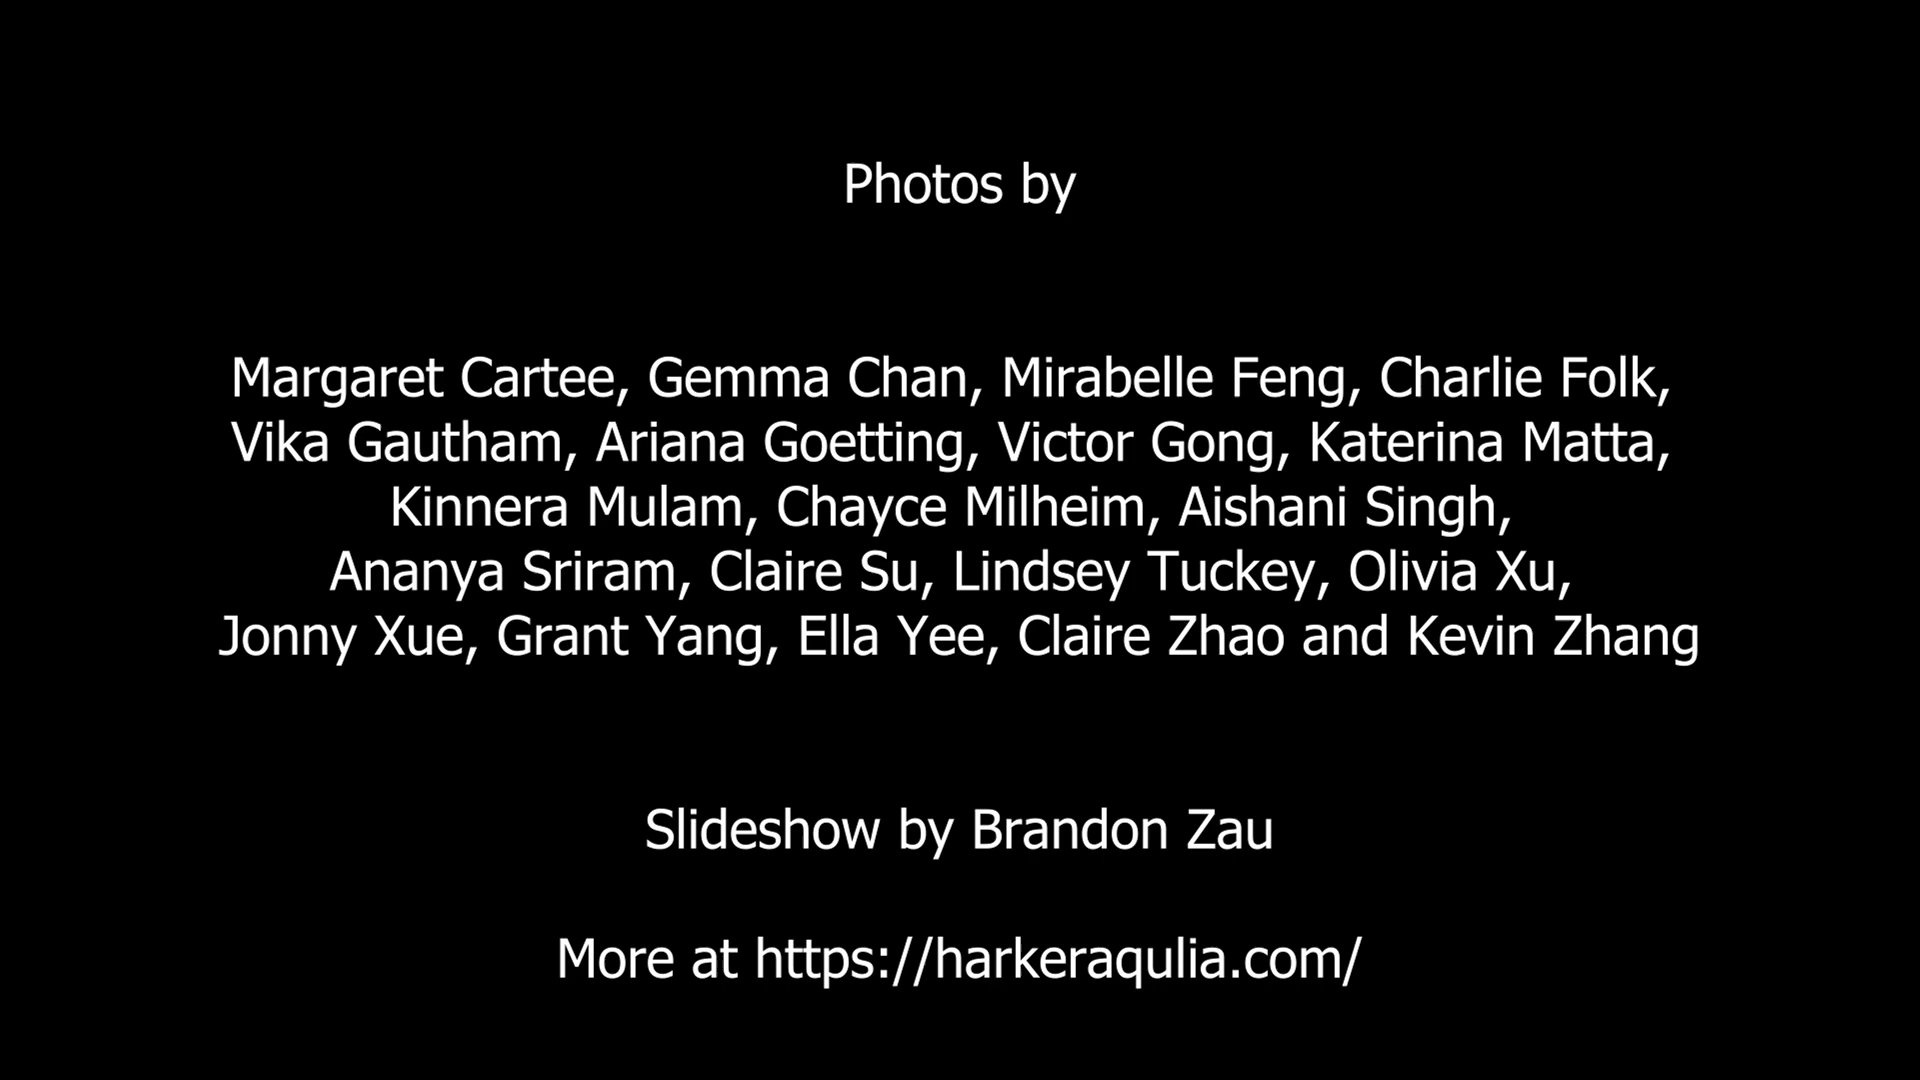 Photos by
Margaret Cartee, Gemma Chan, Mirabelle Feng, Charlie Folk,
Vika Gautham, Ariana Goetting, Victor Gong, Katerina Matta,
Kinnera Mulam, Chayce Milheim, Aishani Singh,
Ananya Sriram, Claire Su, Lindsey Tuckey, Olivia Xu,
Jonny Xue, Grant Yang, Ella Yee, Claire Zhao and Kevin Zhang
Slideshow by Brandon Zau
More at https://harkeraqulia.com/